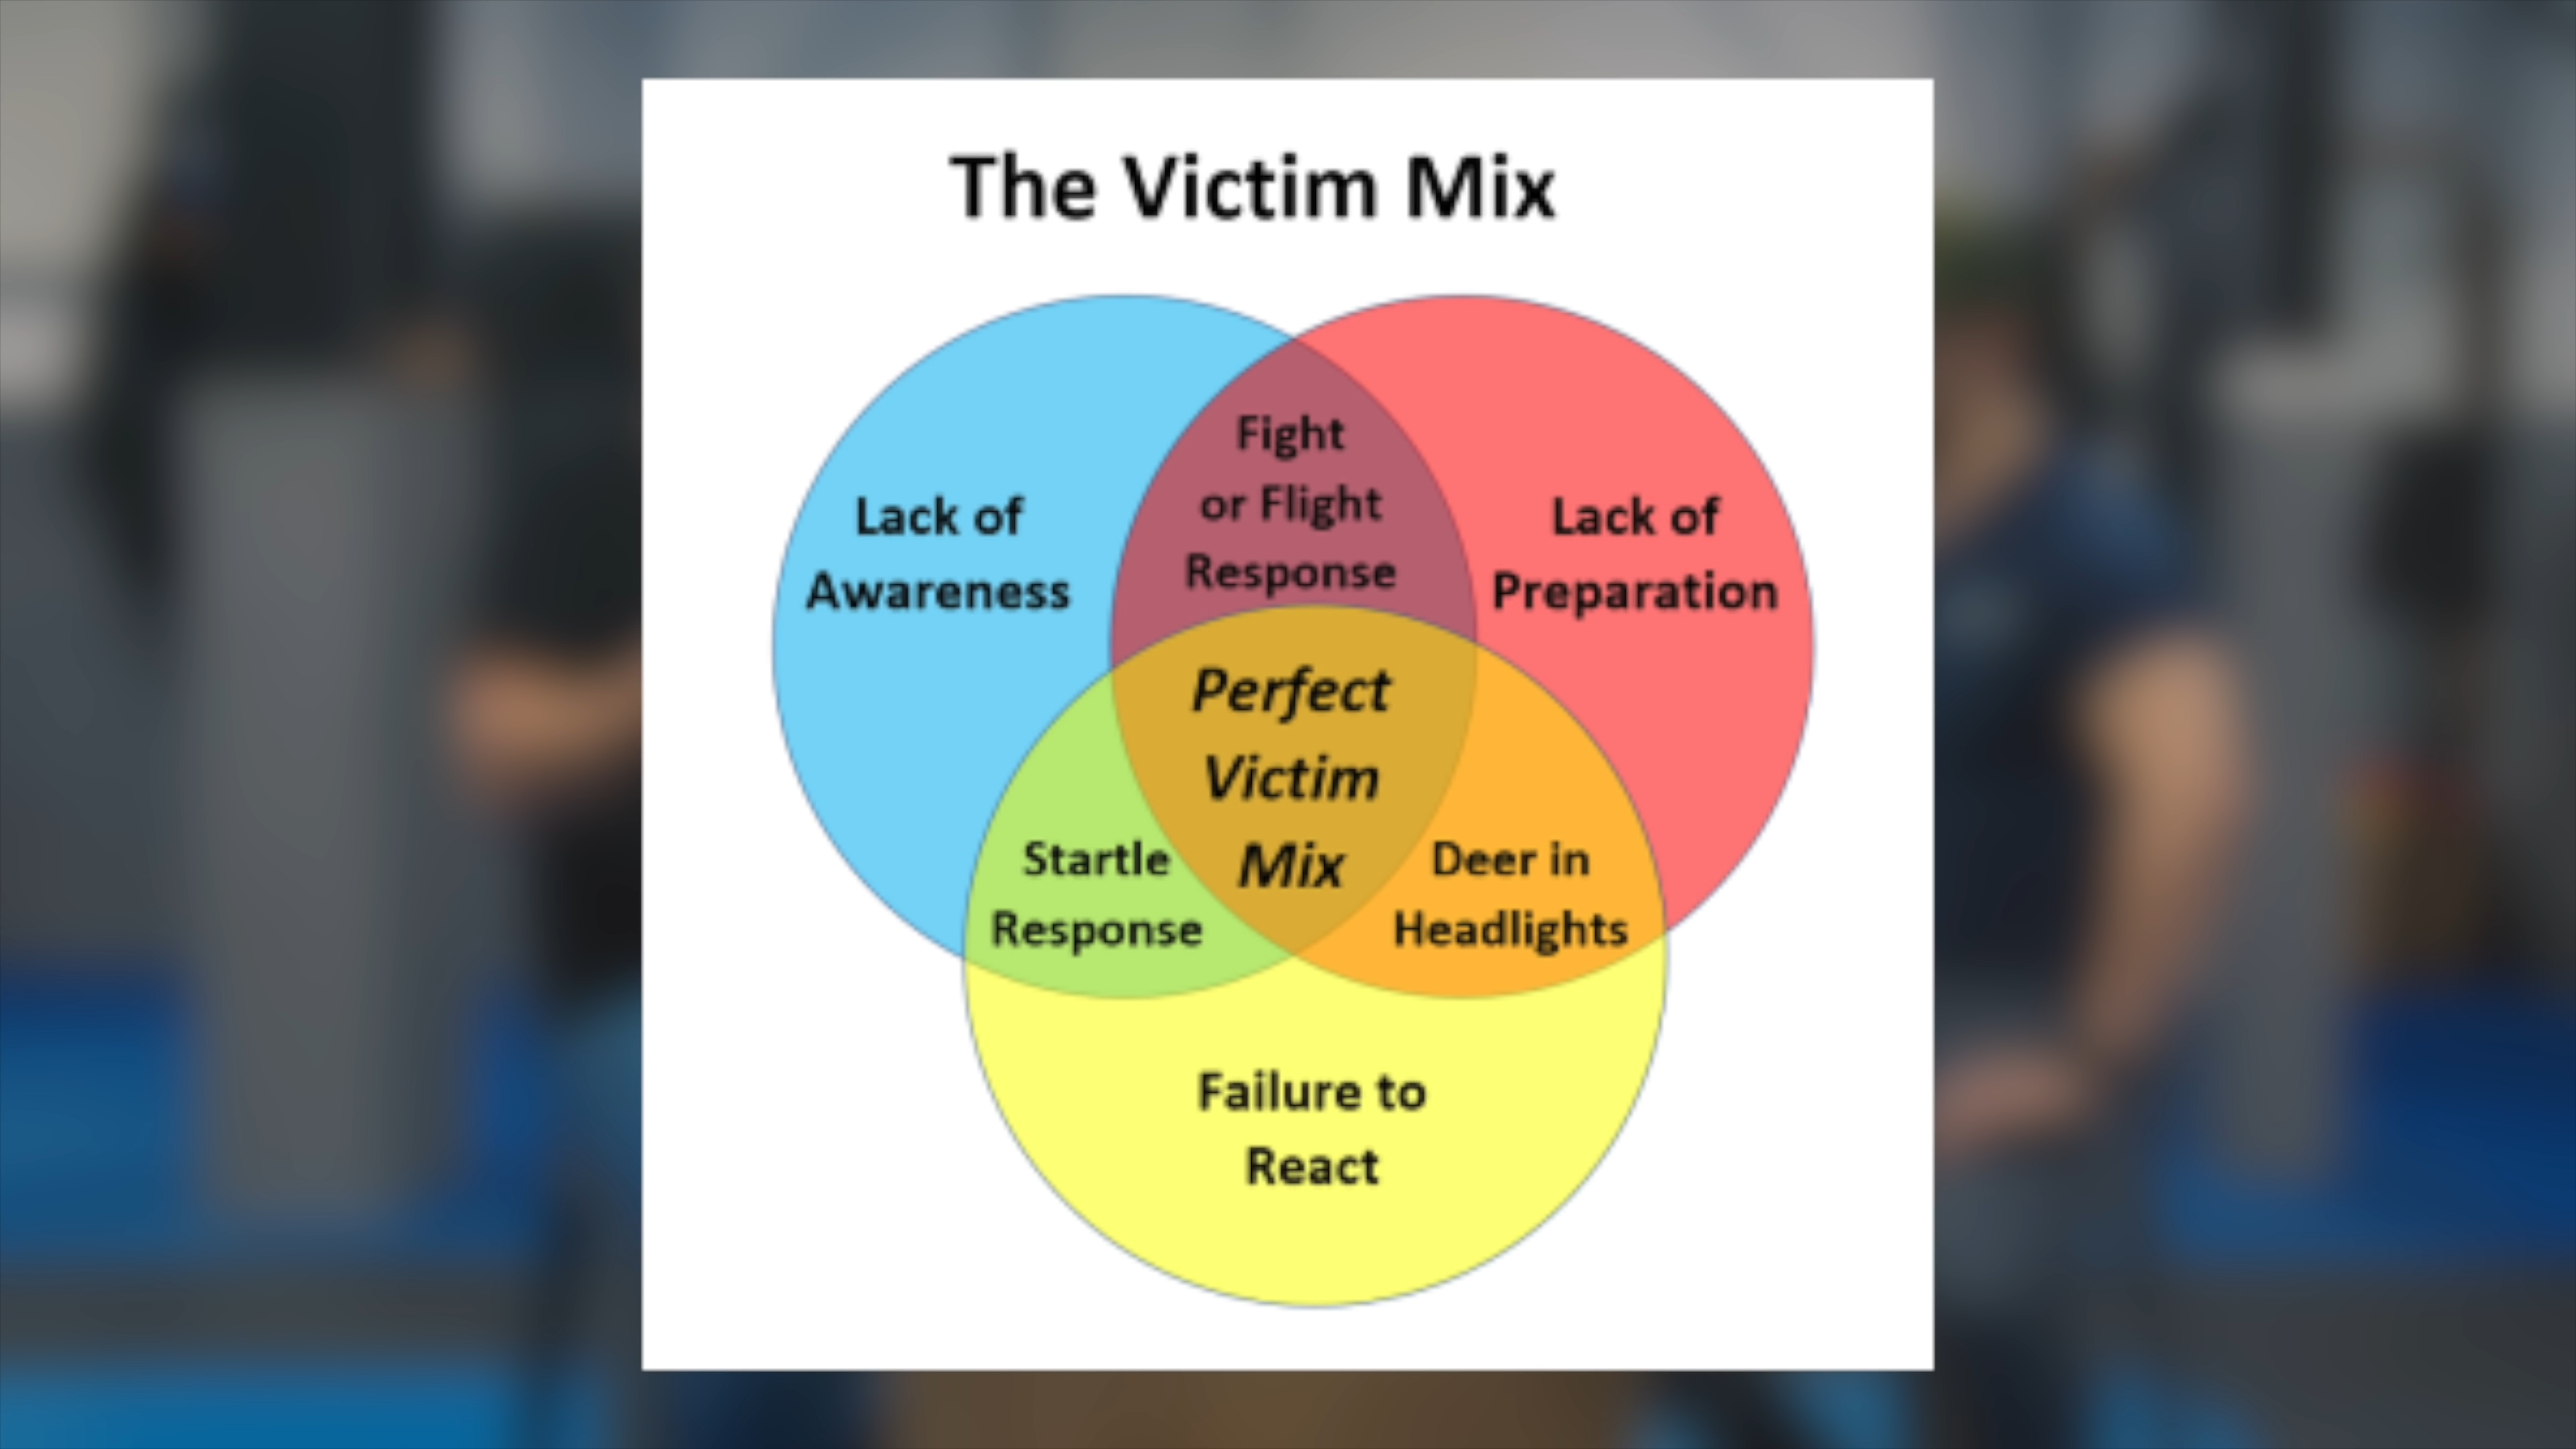 The Victim Mix
Fight
or Flight
Response
Lack of
Awareness
Lack of
Preparation
Perfect
Victim
Mix
Startle
Response
Deer in
Headlights
Failure to
React